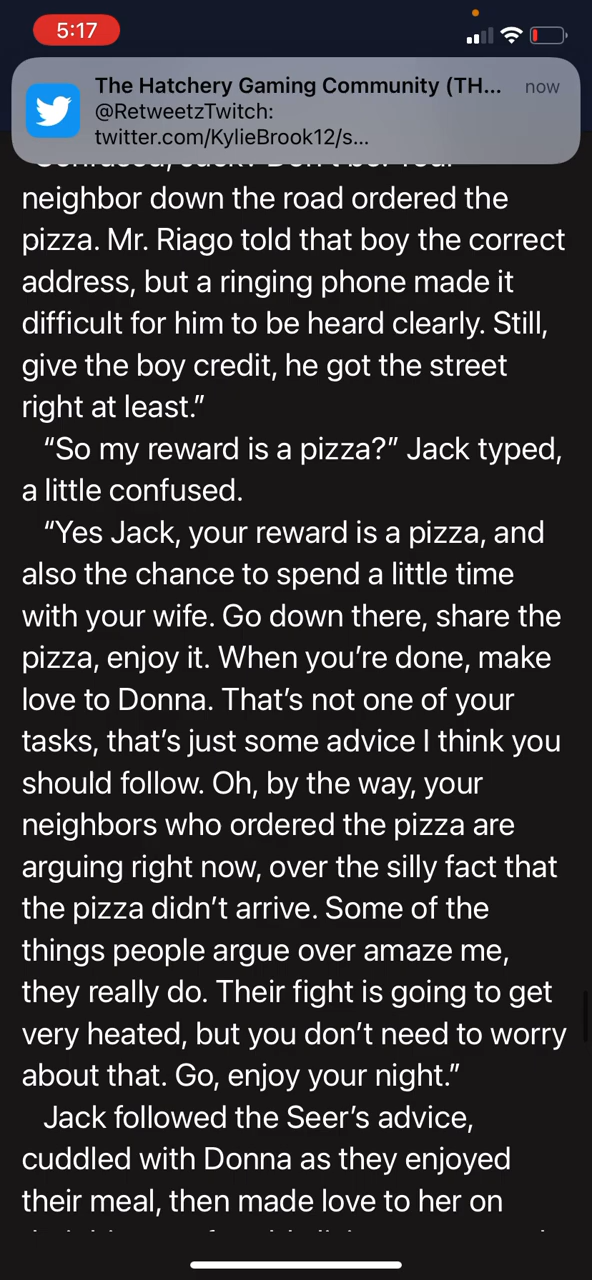 5:17
The Hatchery Gaming Community (TH...
now
@RetweetzTwitch:
twitter.com/KylieBrook12/s...
neighbor down the road ordered the
pizza. Mr. Riago told that boy the correct
address, but a ringing phone made it
difficult for him to be heard clearly. Still,
give the boy credit, he got the street
right at least.”
“So my reward is a pizza?” Jack typed,
a little confused.
“Yes Jack, your reward is a pizza, and
also the chance to spend a little time
with your wife. Go down there, share the
pizza, enjoy it. When you’re done, make
love to Donna. That’s not one of your
tasks, that’s just some advice I think you
should follow. Oh, by the way, your
neighbors who ordered the pizza are
arguing right now, over the silly fact that
the pizza didn’t arrive. Some of the
things people argue over amaze me,
they really do. Their fight is going to get
very heated, but you don’t need to worry
about that. Go, enjoy your night.”
Jack followed the Seer’s advice,
cuddled with Donna as they enjoyed
their meal, then made love to her on